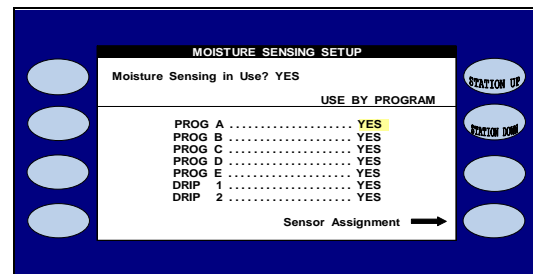 MOISTURE SENSING SETUP
Moisture Sensing in Use? YES
STATION UP
USE BY PROGRAM
PROG A ................... YES
STATION DOWN
PROG B ................... YES
PROG C ................... YES
PROG D ................... YES
PROG E ................... YES
DRIP 1 ................... YES
DRIP 2 ................... YES
Sensor Assignment